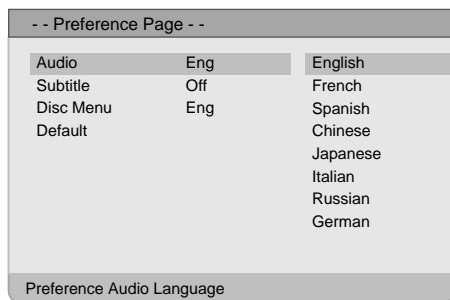 - - Preference Page - -
Audio Eng English
Subtitle Off French
Disc Menu Eng Spanish
Default Chinese
Japanese
Italian
Russian
German
Preference Audio Language